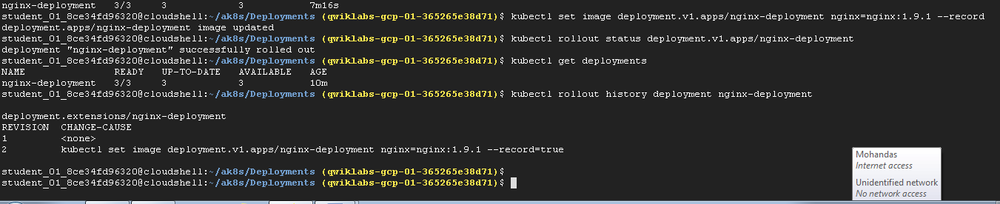 nginx-deployment 3/3 3 3 7m16s
student_01_8ce34fd96320@cloudshell:~/ak8s/Deployments (qwiklabs-gcp-01-365265e38d71)$ kubectl set image deployment.v1.apps/nginx-deployment nginx=nginx:1.9.1 --record
deployment.apps/nginx-deployment image updated
student_01_8ce34fd96320@cloudshell:~/ak8s/Deployments (qwiklabs-gcp-01-365265e38d71)$ kubectl rollout status deployment.v1.apps/nginx-deployment
deployment "nginx-deployment" successfully rolled out
student_01_8ce34fd96320@cloudshell:~/ak8s/Deployments (qwiklabs-gcp-01-365265e38d71)$ kubectl get deployments
NAME READY UP-TO-DATE AVAILABLE AGE
nginx-deployment 3/3 3 3 10m
student_01_8ce34fd96320@cloudshell:~/ak8s/Deployments (qwiklabs-gcp-01-365265e38d71)$ kubectl rollout history deployment nginx-deployment
deployment.extensions/nginx-deployment
REVISION CHANGE-CAUSE
1 <none>
2 kubectl set image deployment.v1.apps/nginx-deployment nginx=nginx:1.9.1 --record=true
student_01_8ce34fd96320@cloudshell:~/ak8s/Deployments (qwiklabs-gcp-01-365265e38d71)$
student_01_8ce34fd96320@cloudshell:~/ak8s/Deployments (qwiklabs-gcp-01-365265e38d71)$
Mohandas
Internet access
Unidentified network
No network access